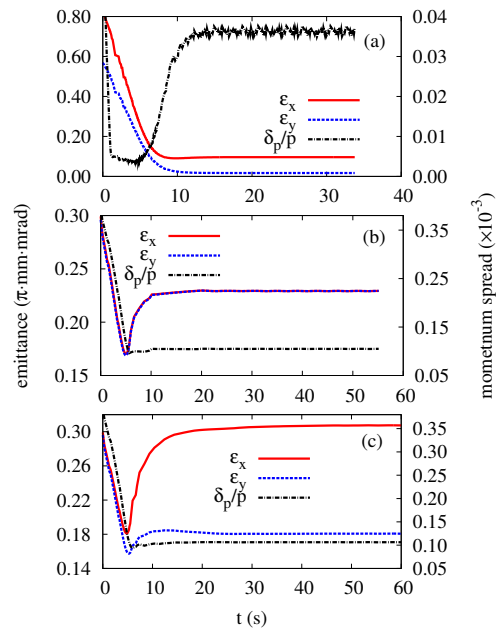 0.80 0.04
(a)
0.60 0.03
0.40 εx 0.02
εy
0.20 δp/p 0.01
0.00 0.00
0 10 20 30 40
0.30
εx (b) 0.35
εy
0.25 δp/p 0.25
0.20 0.15
0.15 0.05
0 10 20 30 40 50 60
emittance (π·mm·mrad)
mometnum spread (×10-3)
0.30 (c) 0.35
0.30
0.26 εx 0.25
εy 0.20
0.22 δp/p
0.18 0.15
0.10
0.14 0.05
0 10 20 30 40 50 60
t (s)